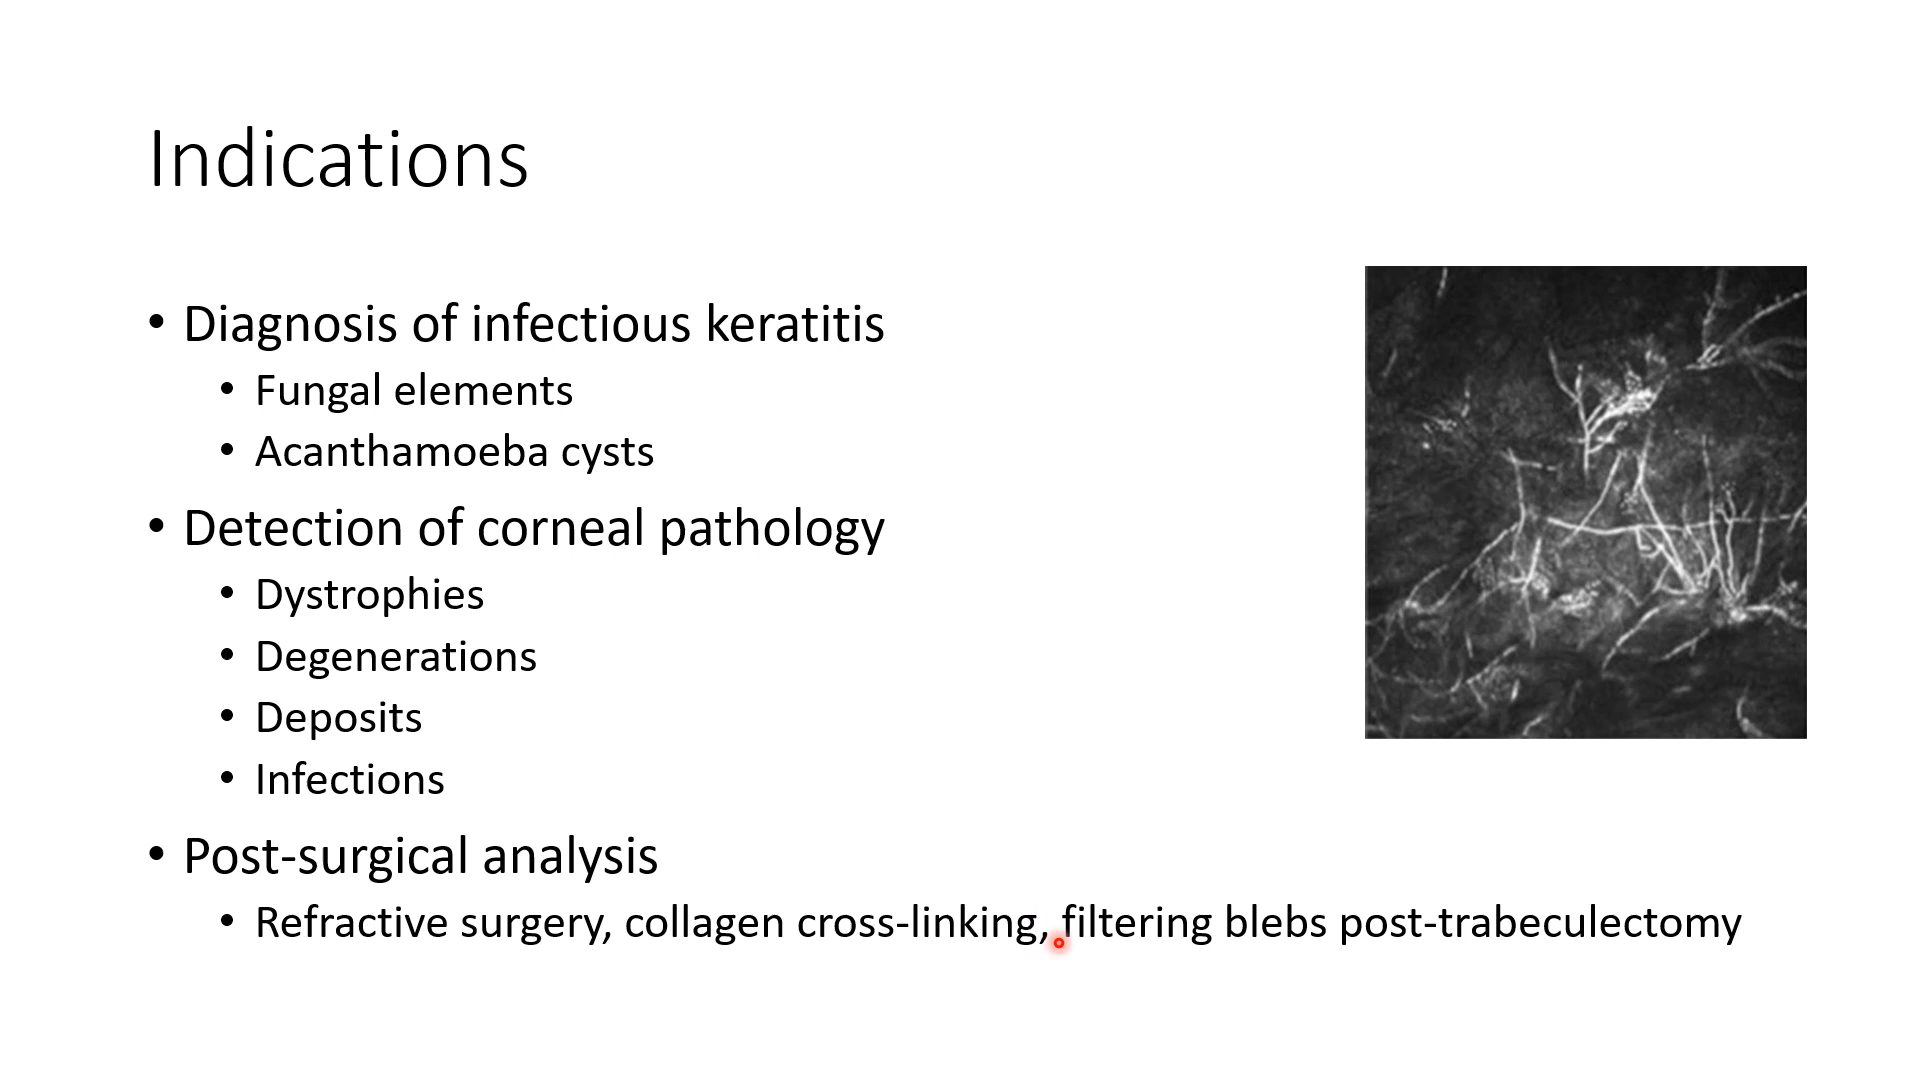 Indications
• Diagnosis of infectious keratitis
• Fungal elements
• Acanthamoeba cysts
• Detection of corneal pathology
• Dystrophies
• Degenerations
• Deposits
• Infections
• Post-surgical analysis
• Refractive surgery, collagen cross-linking, filtering blebs post-trabeculectomy